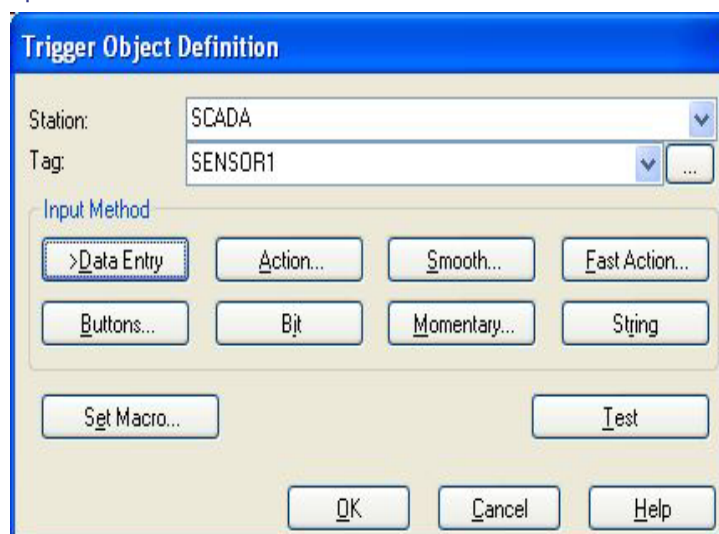 Trigger Object Definition
Station: SCADA
Tag: SENSOR1 ...
Input Method
>Data Entry Action... Smooth... Fast Action...
Buttons... Bit Momentary... String
Set Macro... Test
OK Cancel Help